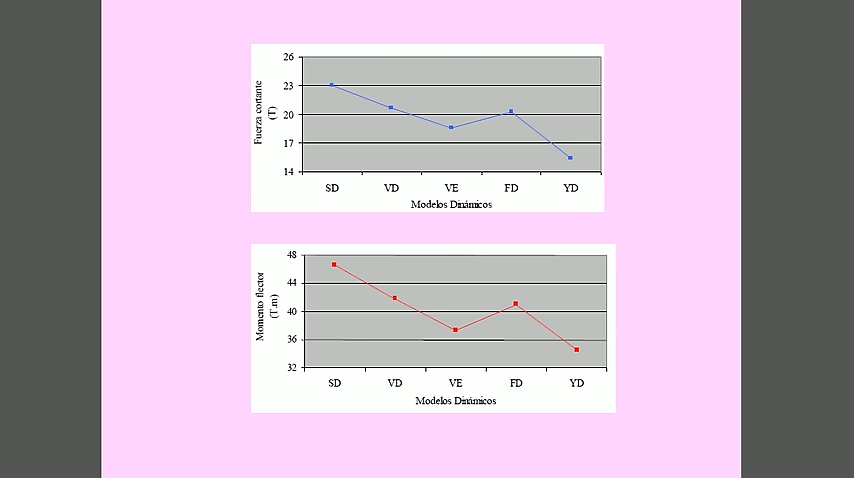 26
23
20
17
14
Fuerza cortante
(T)
SD VD VE FD YD
Modelos Dinámicos
48
44
40
36
32
Momento flector
(T.m)
SD VD VE FD YD
Modelos Dinámicos